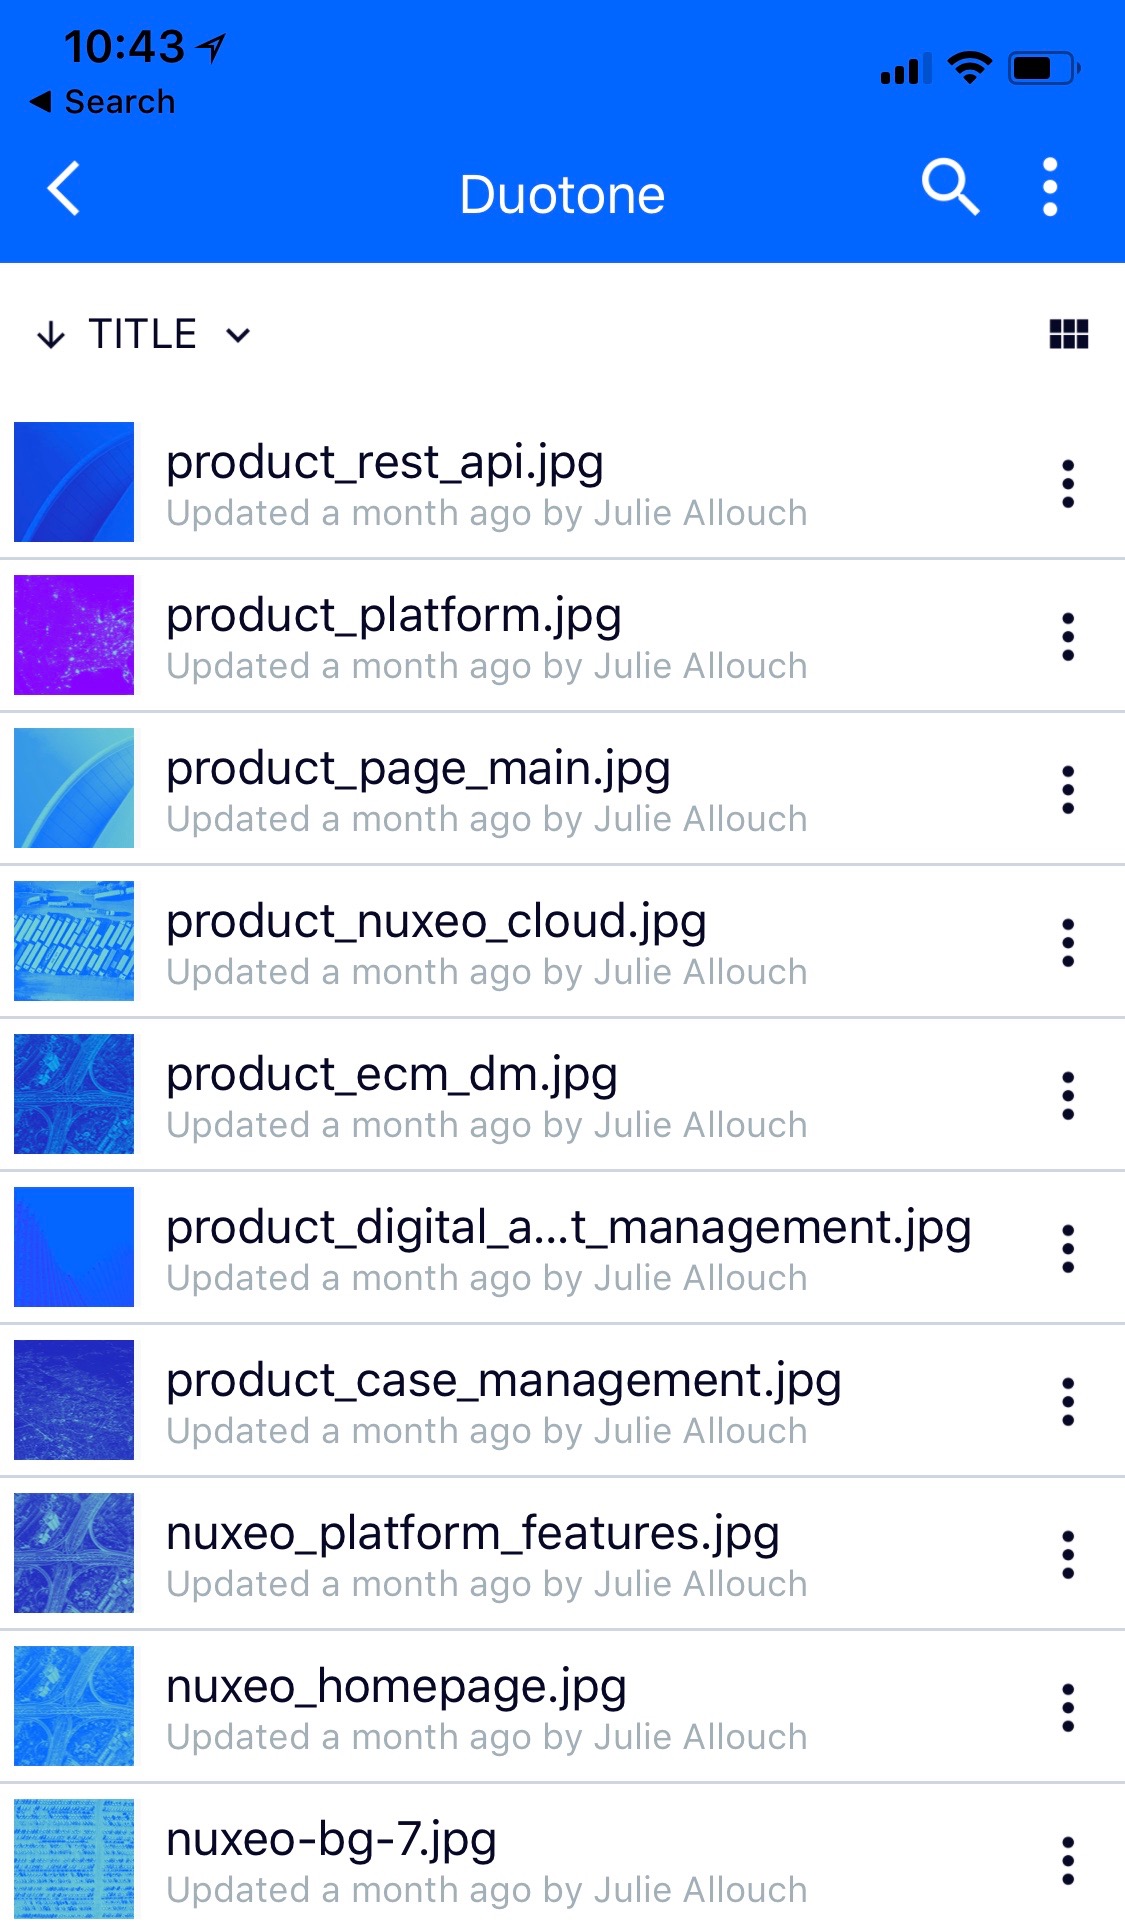 10:43
Search
Duotone
TITLE
product_rest_api.jpg
Updated a month ago by Julie Allouch
product_platform.jpg
Updated a month ago by Julie Allouch
product_page_main.jpg
Updated a month ago by Julie Allouch
product_nuxeo_cloud.jpg
Updated a month ago by Julie Allouch
product_ecm_dm.jpg
Updated a month ago by Julie Allouch
product_digital_a...t_management.jpg
Updated a month ago by Julie Allouch
product_case_management.jpg
Updated a month ago by Julie Allouch
nuxeo_platform_features.jpg
Updated a month ago by Julie Allouch
nuxeo_homepage.jpg
Updated a month ago by Julie Allouch
nuxeo-bg-7.jpg
Updated a month ago by Julie Allouch